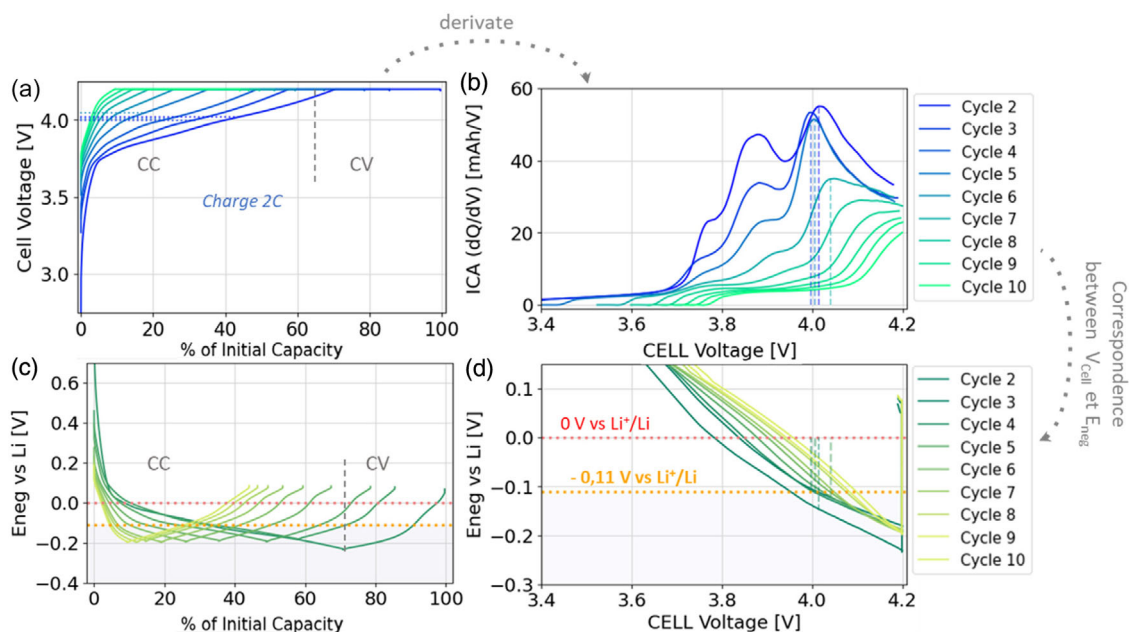 derivate
(a)
Cell Voltage [V]
4.0
3.5
3.0
CC
CV
Charge 2C
0
20
40
60
80
100
% of Initial Capacity
(b)
ICA (dQ/dV) [mAh/V]
60
40
20
0
3.4
3.6
3.8
4.0
4.2
CELL Voltage [V]
Cycle 2
Cycle 3
Cycle 4
Cycle 5
Cycle 6
Cycle 7
Cycle 8
Cycle 9
Cycle 10
Correspondence
between V_Cell et E_neg
(c)
Eneg vs Li [V]
0.6
0.4
0.2
0.0
−0.2
−0.4
CC
CV
0
20
40
60
80
100
% of Initial Capacity
(d)
Eneg vs Li [V]
0.1
0.0
−0.1
−0.2
−0.3
0 V vs Li⁺/Li
- 0,11 V vs Li⁺/Li
3.4
3.6
3.8
4.0
4.2
CELL Voltage [V]
Cycle 2
Cycle 3
Cycle 4
Cycle 5
Cycle 6
Cycle 7
Cycle 8
Cycle 9
Cycle 10